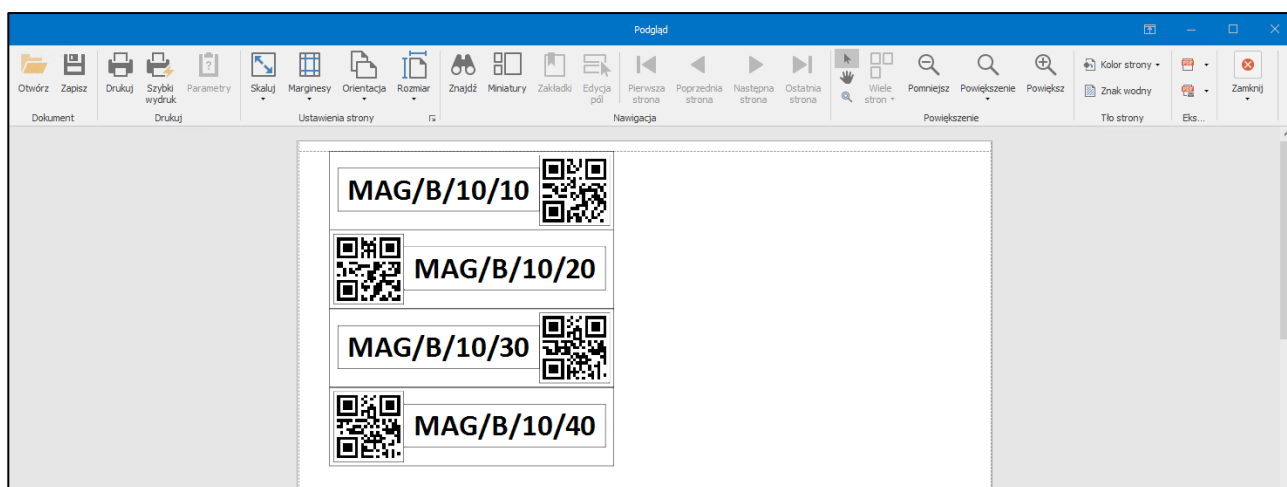 Podgląd
Otwórz Zapisz Drukuj Szybki wydruk Parametry Skaluj Marginesy Orientacja Rozmiar Znajdź Miniatury Zakładki Edycja pól Pierwsza strona Poprzednia strona Następna strona Ostatnia strona Wiele stron Pomniejsz Powiększenie Powiększ Kolor strony Znak wodny Zamknij
Dokument Drukuj Ustawienia strony Nawigacja Powiększenie Tło strony Eks...
MAG/B/10/10
MAG/B/10/20
MAG/B/10/30
MAG/B/10/40